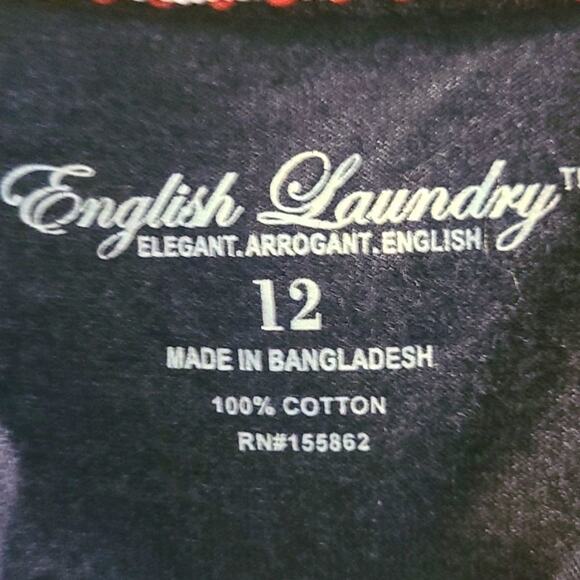 English Laundry™
ELEGANT.ARROGANT.ENGLISH
12
MADE IN BANGLADESH
100% COTTON
RN#155862